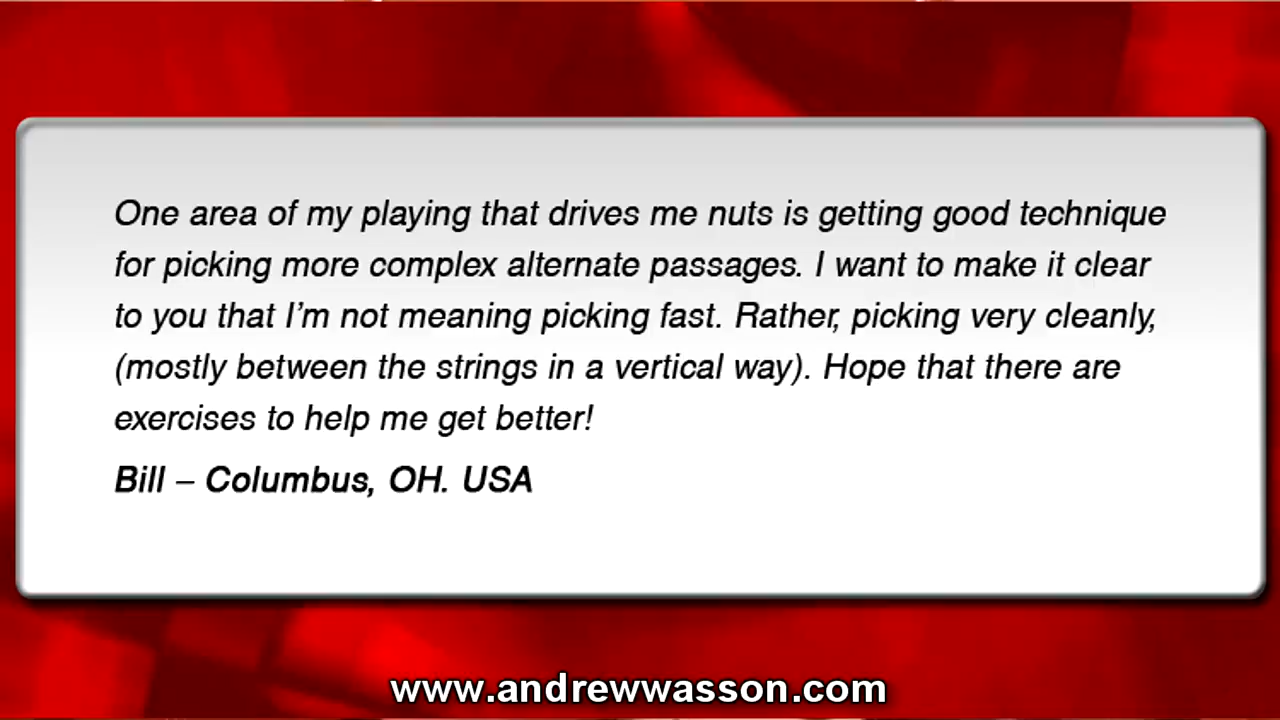 One area of my playing that drives me nuts is getting good technique
for picking more complex alternate passages. I want to make it clear
to you that I'm not meaning picking fast. Rather, picking very cleanly,
(mostly between the strings in a vertical way). Hope that there are
exercises to help me get better!
Bill – Columbus, OH. USA
www.andrewwasson.com